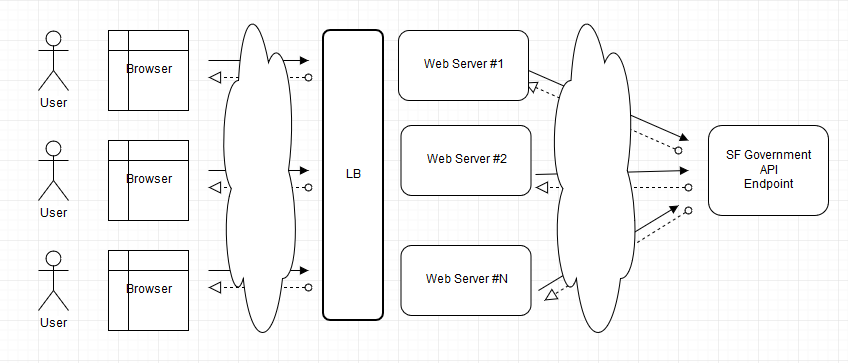 User
Browser
User
Browser
User
Browser
LB
Web Server #1
Web Server #2
Web Server #N
SF Government
API
Endpoint